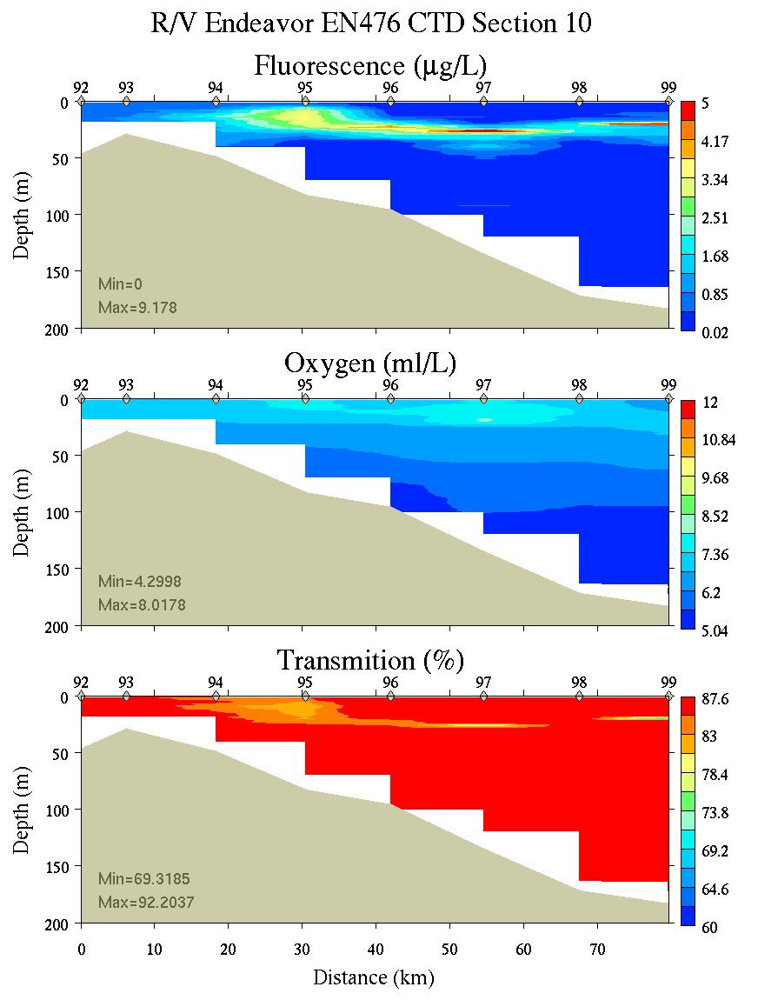 R/V Endeavor EN476 CTD Section 10
Fluorescence (μg/L)
92 93 94 95 96 97 98 99
0
50
100
150
200
Depth (m)
Min=0
Max=9.178
5
4.17
3.34
2.51
1.68
0.85
0.02
Oxygen (ml/L)
92 93 94 95 96 97 98 99
0
50
100
150
200
Depth (m)
Min=4.2998
Max=8.0178
12
10.84
9.68
8.52
7.36
6.2
5.04
Transmition (%)
92 93 94 95 96 97 98 99
0
50
100
150
200
Depth (m)
Min=69.3185
Max=92.2037
87.6
83
78.4
73.8
69.2
64.6
60
0 10 20 30 40 50 60 70
Distance (km)